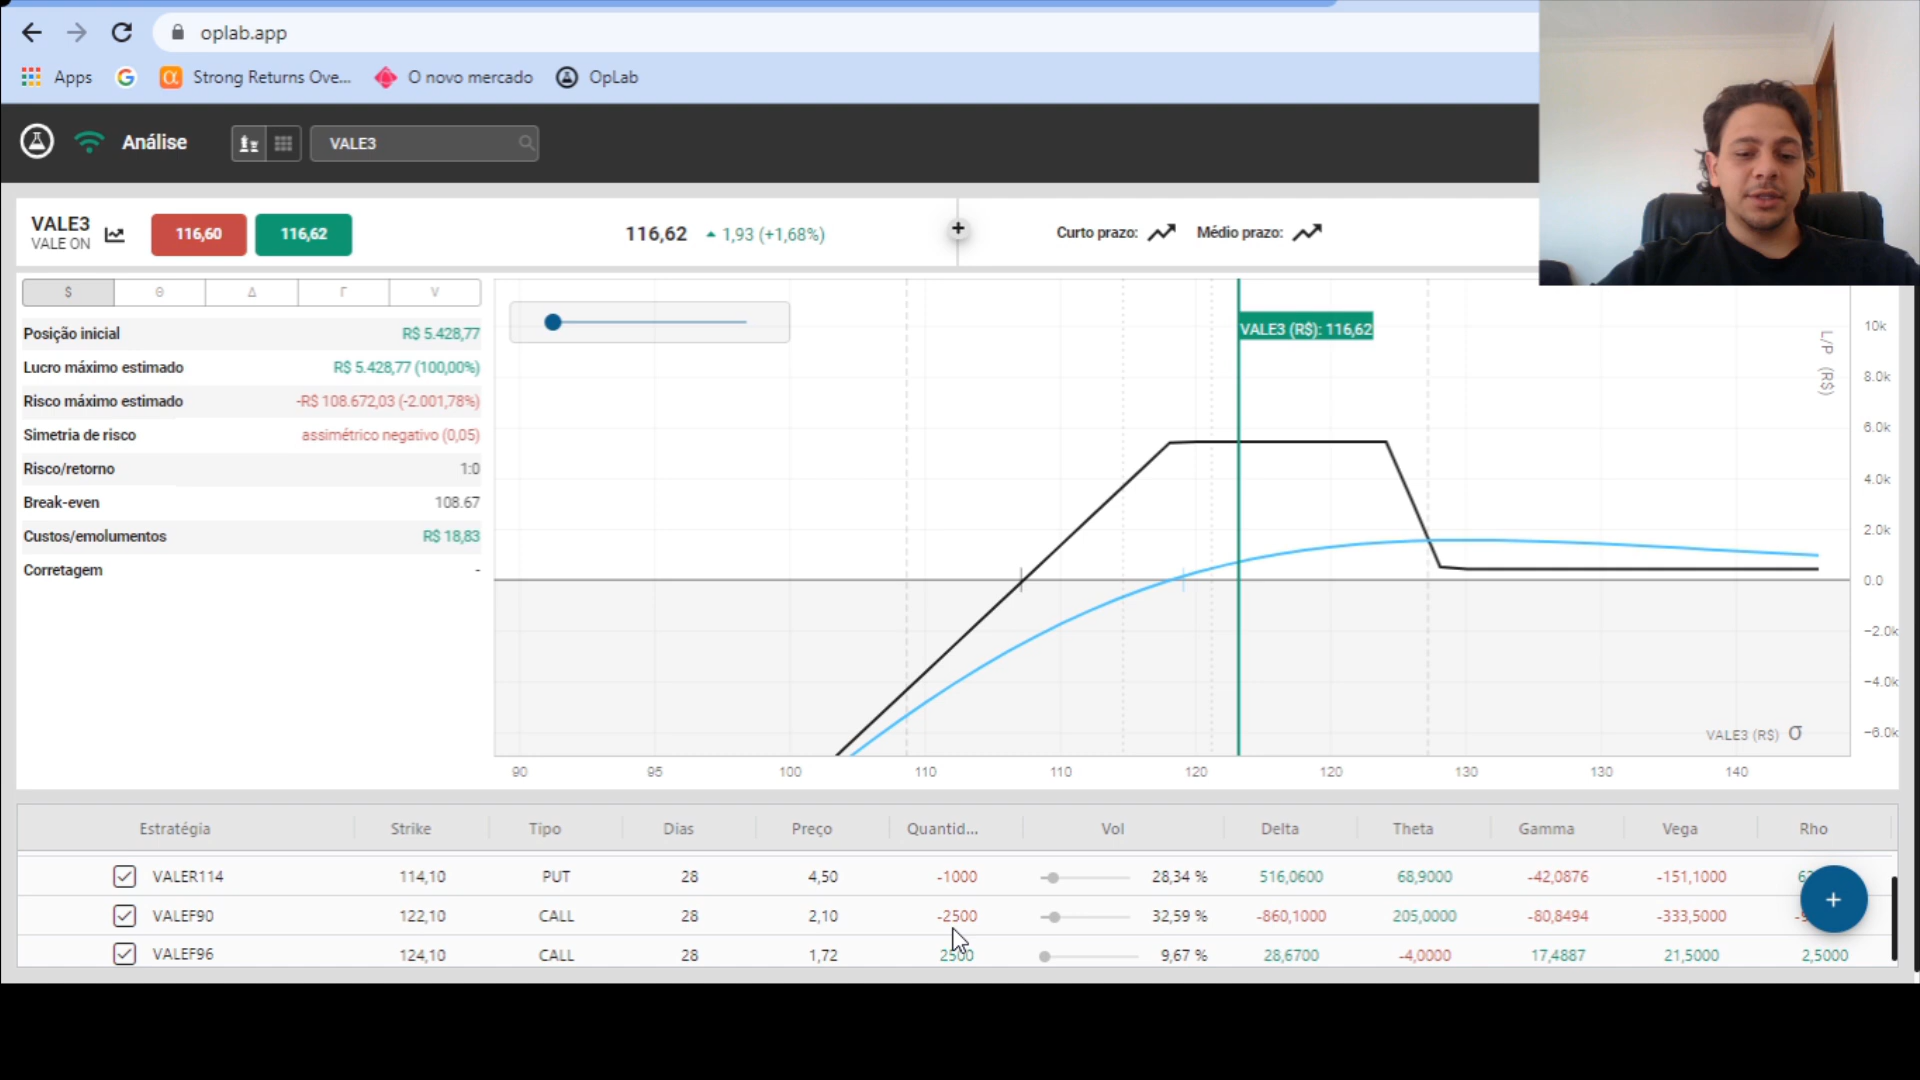 oplab.app
Apps
Strong Returns Ove...
O novo mercado
OpLab
Análise
VALE3
VALE3
VALE ON
116,60
116,62
116,62
1,93 (+1,68%)
+
Curto prazo:
Médio prazo:
$ Θ Δ Γ V
Posição inicial R$ 5.428,77
Lucro máximo estimado R$ 5.428,77 (100,00%)
Risco máximo estimado -R$ 108.672,03 (-2.001,78%)
Simetria de risco assimétrico negativo (0,05)
Risco/retorno 1:0
Break-even 108.67
Custos/emolumentos R$ 18,83
Corretagem -
VALE3 (R$): 116,62
L/P (R$)
10k
8.0k
6.0k
4.0k
2.0k
0.0
−2.0k
−4.0k
−6.0k
VALE3 (R$) σ
90 95 100 110 110 120 120 130 130 140
Estratégia Strike Tipo Dias Preço Quantid... Vol Delta Theta Gamma Vega Rho
VALER114 114,10 PUT 28 4,50 -1000 28,34 % 516,0600 68,9000 -42,0876 -151,1000
VALEF90 122,10 CALL 28 2,10 -2500 32,59 % -860,1000 205,0000 -80,8494 -333,5000
VALEF96 124,10 CALL 28 1,72 2500 9,67 % 28,6700 -4,0000 17,4887 21,5000 2,5000
+